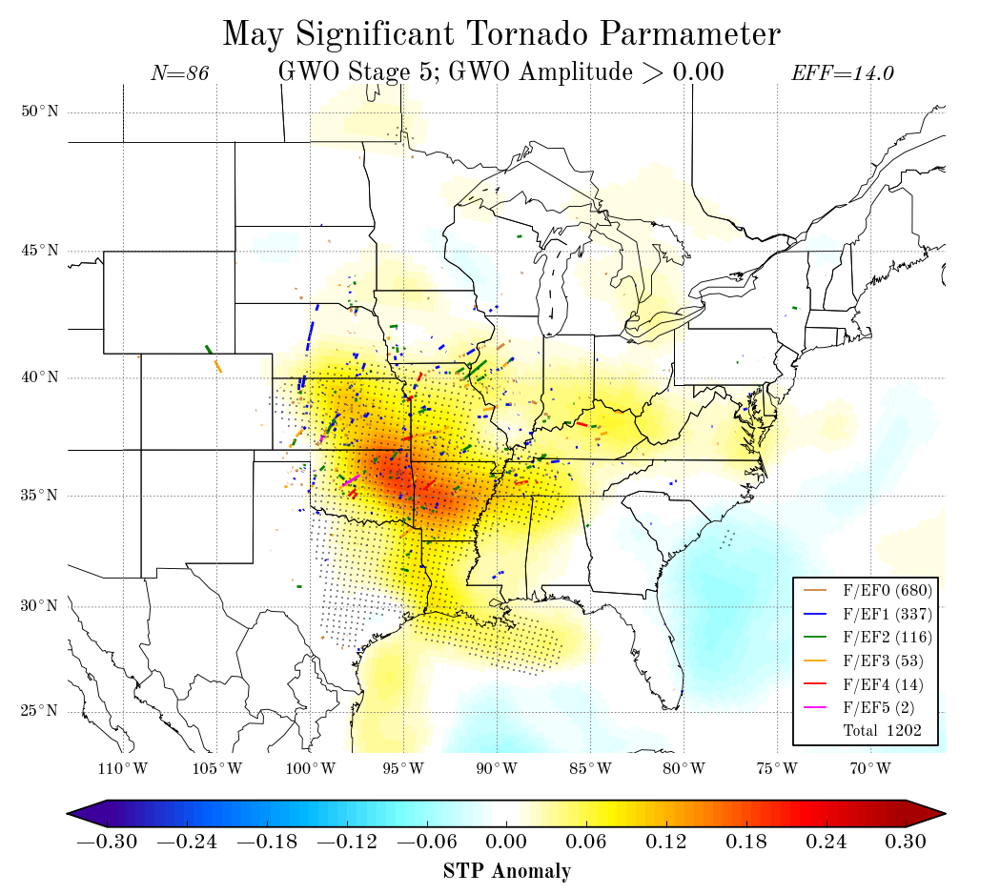 May Significant Tornado Parmameter
N=86 GWO Stage 5; GWO Amplitude > 0.00 EFF=14.0
50°N
45°N
40°N
35°N
30°N
25°N
F/EF0 (680)
F/EF1 (337)
F/EF2 (116)
F/EF3 (53)
F/EF4 (14)
F/EF5 (2)
Total 1202
110°W 105°W 100°W 95°W 90°W 85°W 80°W 75°W 70°W
−0.30 −0.24 −0.18 −0.12 −0.06 0.00 0.06 0.12 0.18 0.24 0.30
STP Anomaly